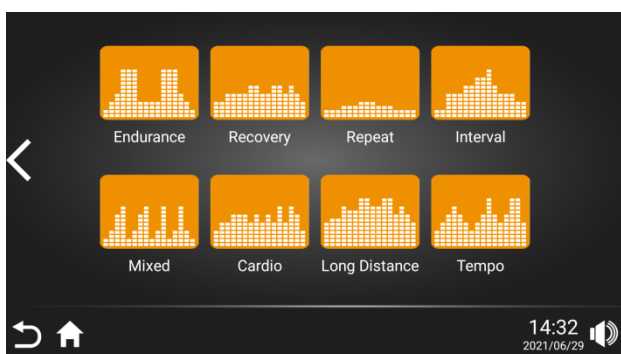 Endurance
Recovery
Repeat
Interval
Mixed
Cardio
Long Distance
Tempo
14:32
2021/06/29